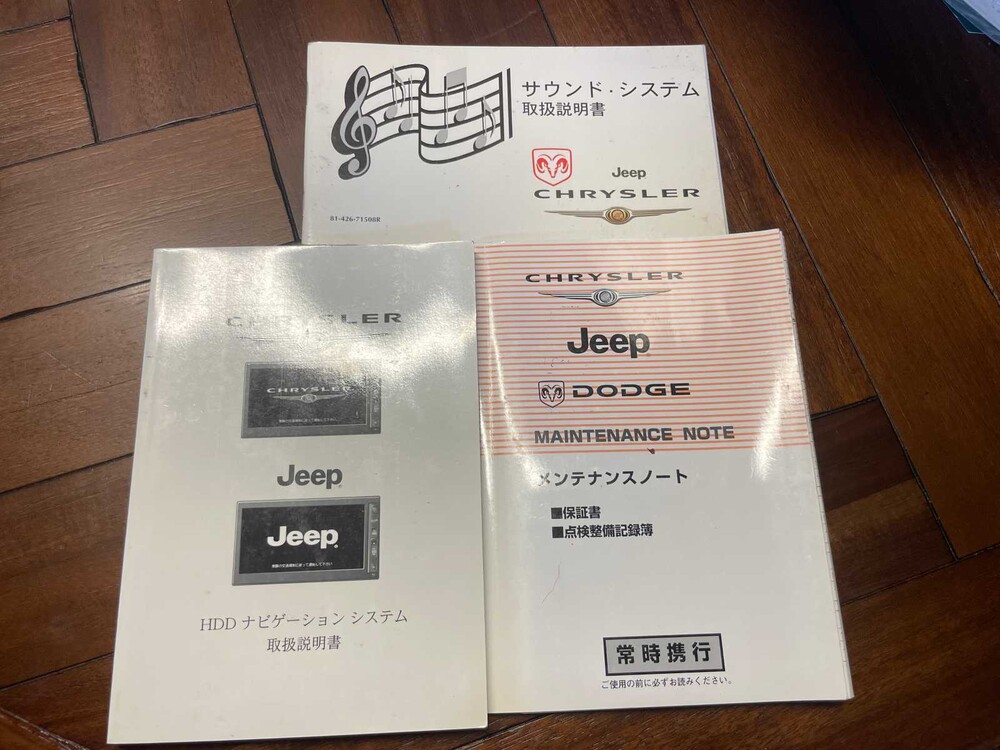 サウンド・システム
取扱説明書
Jeep
CHRYSLER
81-426-71508R
CHRYSLER
CHRYSLER
Jeep
Jeep
HDD ナビゲーション システム
取扱説明書
CHRYSLER
Jeep
DODGE
MAINTENANCE NOTE
メンテナンスノート
■保証書
■点検整備記録簿
常時携行
ご使用の前に必ずお読みください。